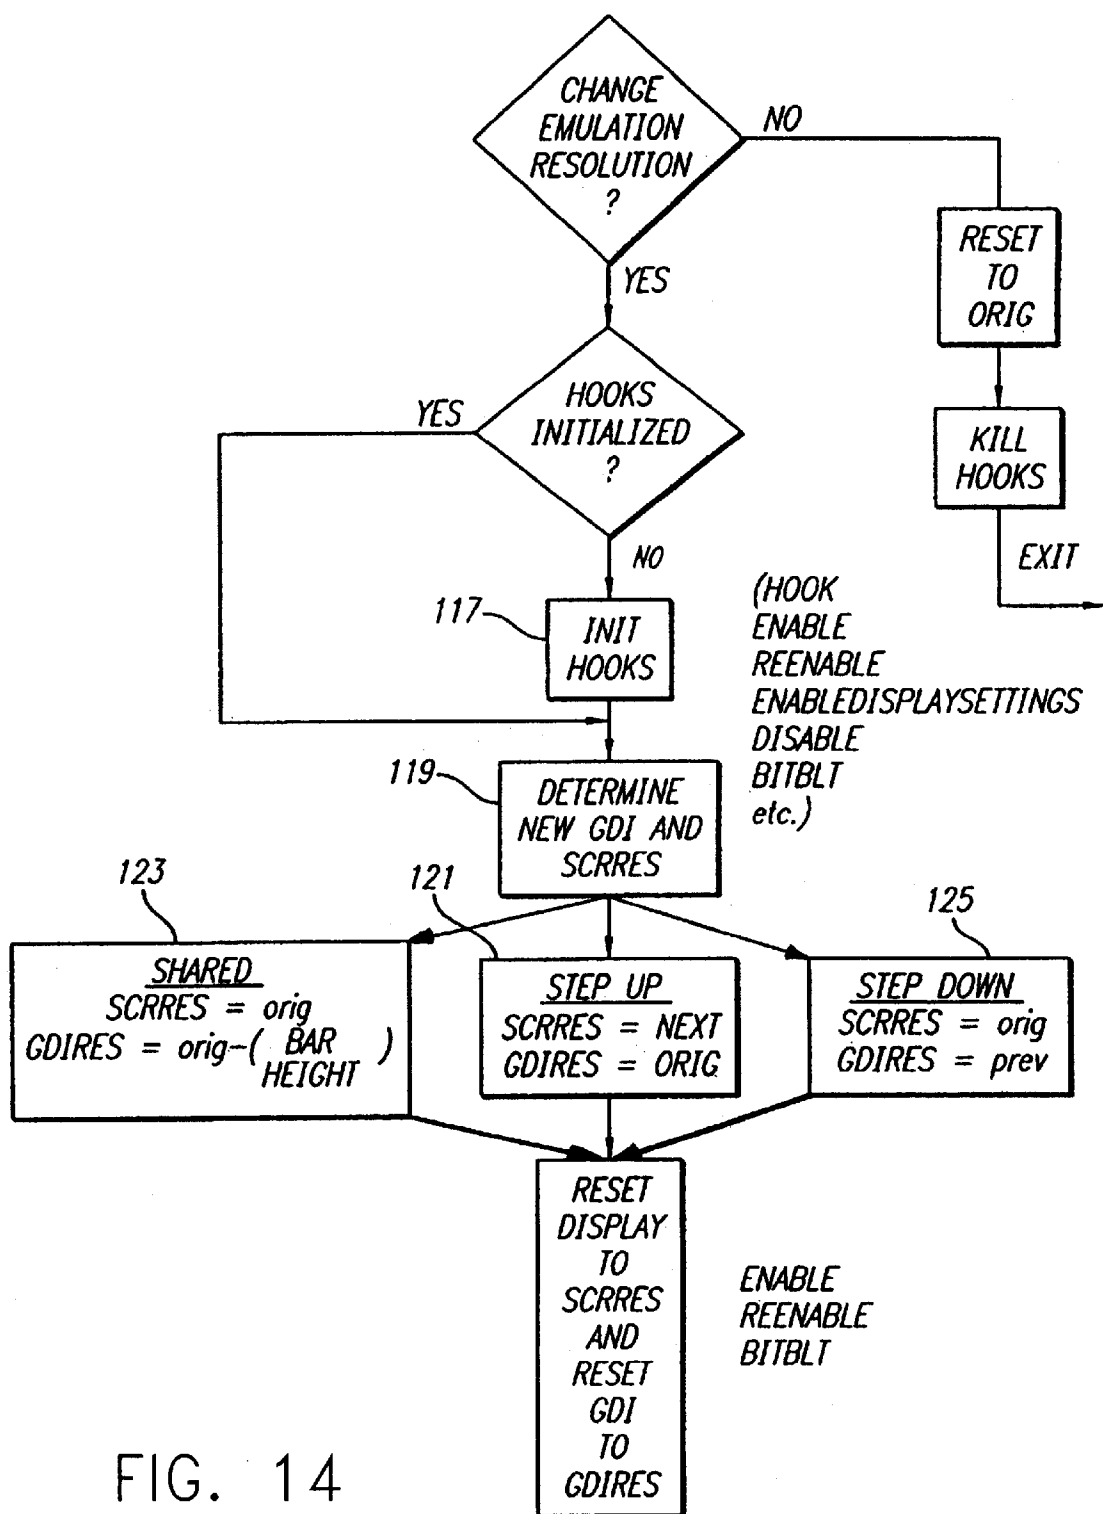 CHANGE
EMULATION
RESOLUTION
?
NO
YES
RESET
TO
ORIG
KILL
HOOKS
EXIT
HOOKS
INITIALIZED
?
YES
NO
117
INIT
HOOKS
(HOOK
ENABLE
REENABLE
ENABLEDISPLAYSETTINGS
DISABLE
BITBLT
etc.)
119
DETERMINE
NEW GDI AND
SCRRES
123
SHARED
SCRRES = orig
GDIRES = orig-( BAR )
HEIGHT
121
STEP UP
SCRRES = NEXT
GDIRES = ORIG
125
STEP DOWN
SCRRES = orig
GDIRES = prev
RESET
DISPLAY
TO
SCRRES
AND
RESET
GDI
TO
GDIRES
ENABLE
REENABLE
BITBLT
FIG. 14